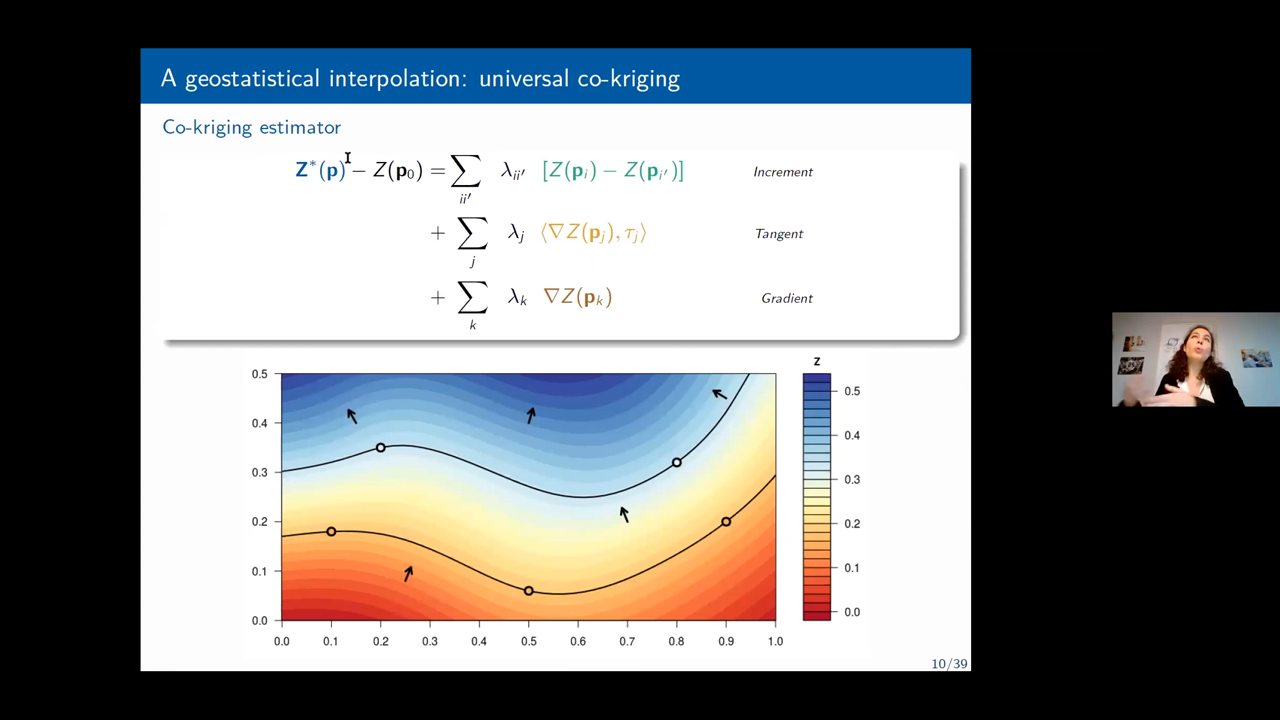 A geostatistical interpolation: universal co-kriging
Co-kriging estimator
Z*(p) − Z(p₀) = ∑ λᵢᵢ′ [Z(pᵢ) − Z(pᵢ′)] Increment
ii′
+ ∑ λⱼ ⟨∇Z(pⱼ), τⱼ⟩ Tangent
j
+ ∑ λₖ ∇Z(pₖ) Gradient
k
Z
0.5
0.4
0.3
0.2
0.1
0.0
0.0 0.1 0.2 0.3 0.4 0.5 0.6 0.7 0.8 0.9 1.0
0.5
0.4
0.3
0.2
0.1
0.0
10/39